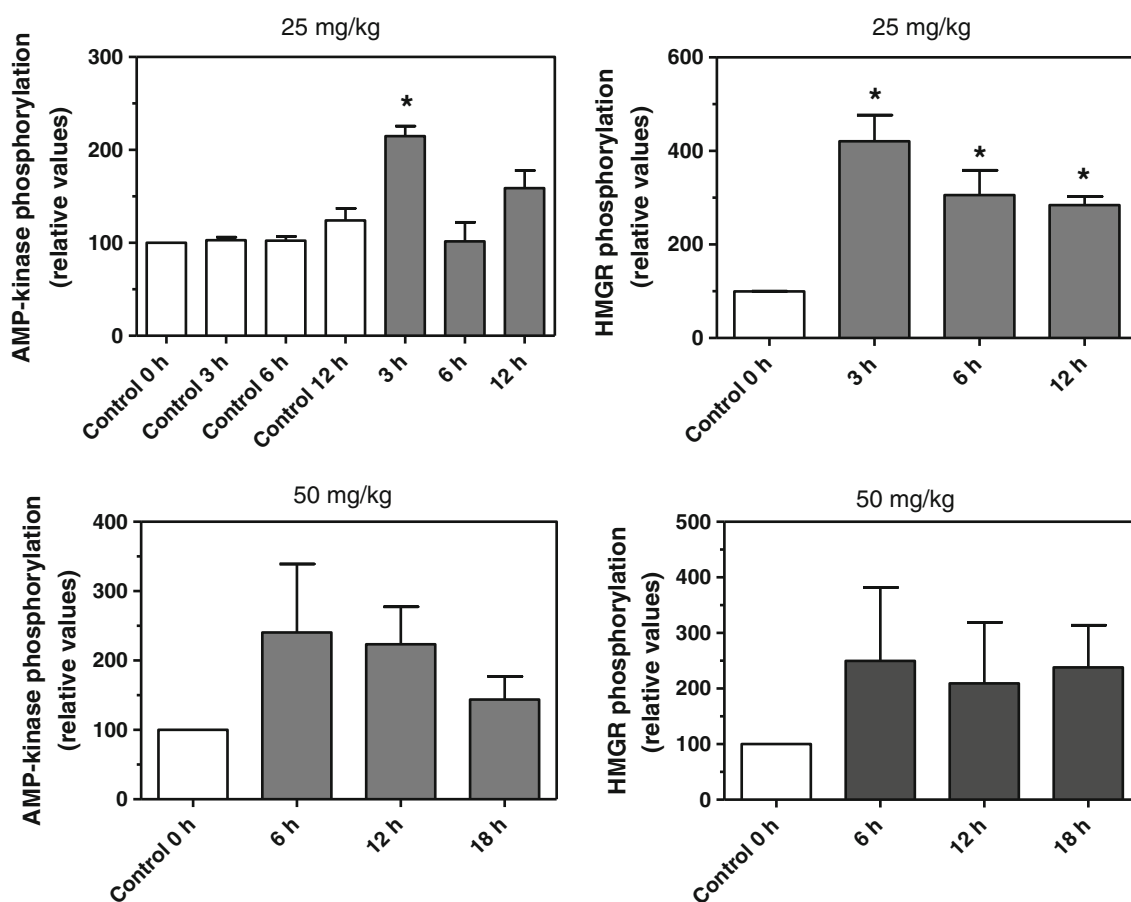 25 mg/kg
AMP-kinase phosphorylation
(relative values)
300
200
100
0
*
Control 0 h
Control 3 h
Control 6 h
Control 12 h
3 h
6 h
12 h
25 mg/kg
HMGR phosphorylation
(relative values)
600
400
200
0
*
*
*
Control 0 h
3 h
6 h
12 h
50 mg/kg
AMP-kinase phosphorylation
(relative values)
400
300
200
100
0
Control 0 h
6 h
12 h
18 h
50 mg/kg
HMGR phosphorylation
(relative values)
500
400
300
200
100
0
Control 0 h
6 h
12 h
18 h